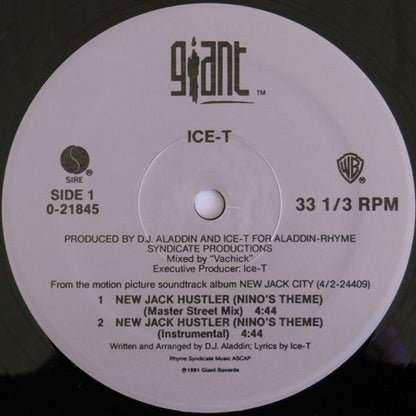 giant TM
ICE-T
SIRE
WB
SIDE 1
33 1/3 RPM
0-21845
PRODUCED BY D.J. ALADDIN AND ICE-T FOR ALADDIN-RHYME
SYNDICATE PRODUCTIONS
Mixed by "Vachick"
Executive Producer: Ice-T
From the motion picture soundtrack album NEW JACK CITY (4/2-24409)
1 NEW JACK HUSTLER (NINO'S THEME)
(Master Street Mix) 4:44
2 NEW JACK HUSTLER (NINO'S THEME)
(Instrumental) 4:44
Written and Arranged by D.J. Aladdin; Lyrics by Ice-T
Rhyme Syndicate Music ASCAP
℗1991 Giant Records